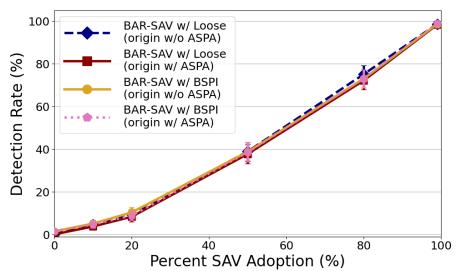 100
80
60
40
20
0
Detection Rate (%)
BAR-SAV w/ Loose
(origin w/o ASPA)
BAR-SAV w/ Loose
(origin w/ ASPA)
BAR-SAV w/ BSPI
(origin w/o ASPA)
BAR-SAV w/ BSPI
(origin w/ ASPA)
0
20
40
60
80
100
Percent SAV Adoption (%)